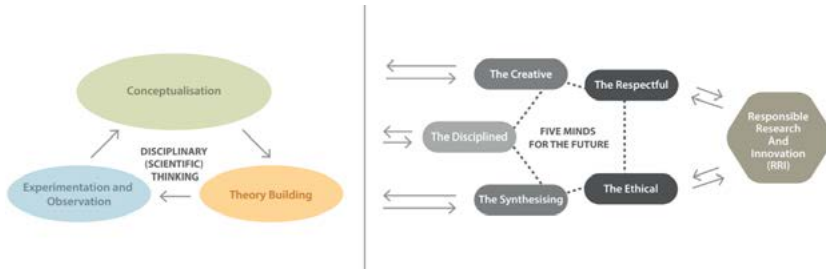 Conceptualisation
DISCIPLINARY
(SCIENTIFIC)
THINKING
Experimentation and
Observation
Theory Building
The Creative
The Respectful
The Disciplined
FIVE MINDS
FOR THE FUTURE
The Synthesising
The Ethical
Responsible
Research
And
Innovation
(RRI)